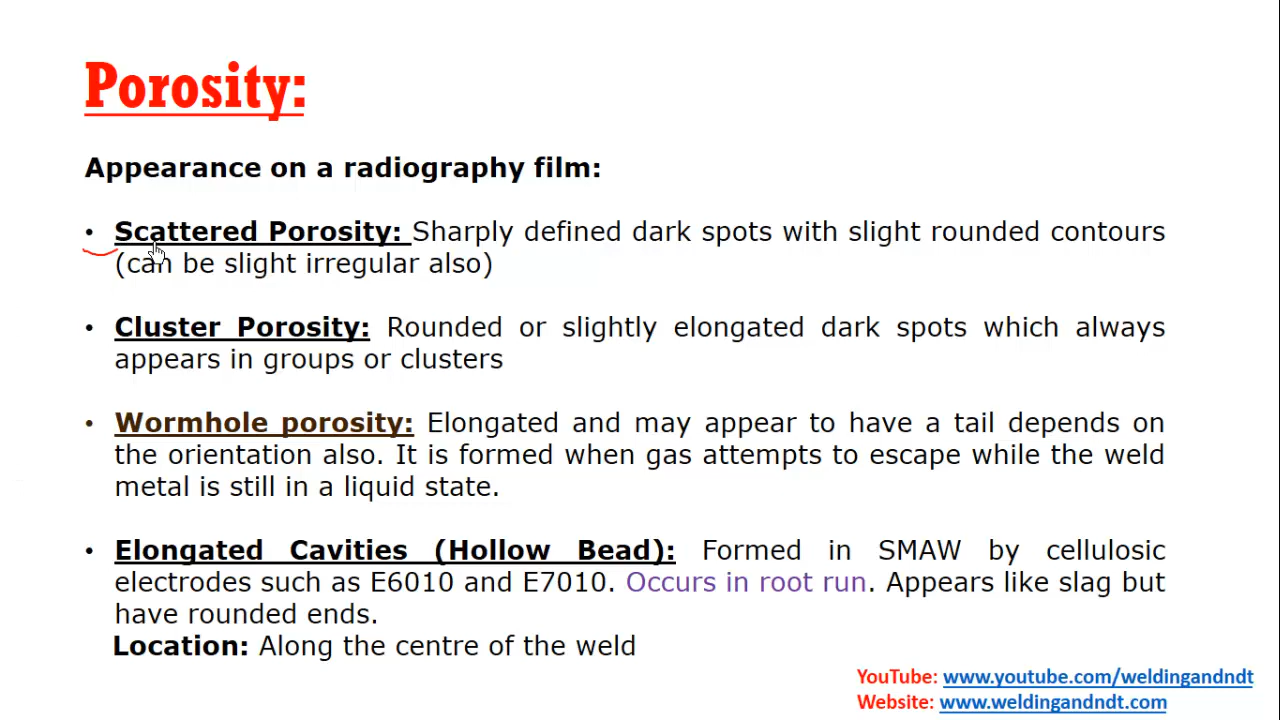 Porosity:
Appearance on a radiography film:
• Scattered Porosity: Sharply defined dark spots with slight rounded contours
(can be slight irregular also)
• Cluster Porosity: Rounded or slightly elongated dark spots which always
appears in groups or clusters
• Wormhole porosity: Elongated and may appear to have a tail depends on
the orientation also. It is formed when gas attempts to escape while the weld
metal is still in a liquid state.
• Elongated Cavities (Hollow Bead): Formed in SMAW by cellulosic
electrodes such as E6010 and E7010. Occurs in root run. Appears like slag but
have rounded ends.
Location: Along the centre of the weld
YouTube: www.youtube.com/weldingandndt
Website: www.weldingandndt.com